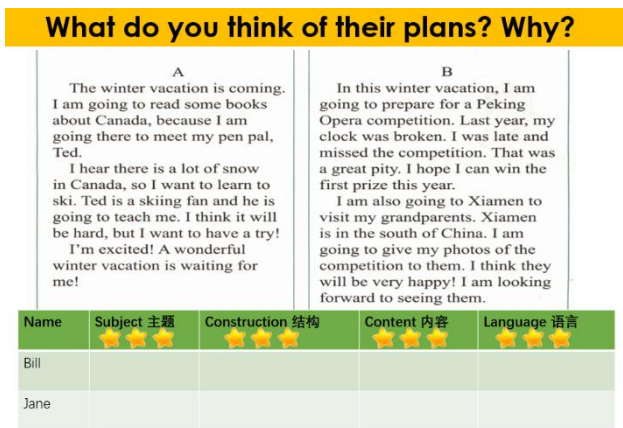 What do you think of their plans? Why?
A
The winter vacation is coming.
I am going to read some books
about Canada, because I am
going there to meet my pen pal,
Ted.
I hear there is a lot of snow
in Canada, so I want to learn to
ski. Ted is a skiing fan and he is
going to teach me. I think it will
be hard, but I want to have a try!
I'm excited! A wonderful
winter vacation is waiting for
me!
B
In this winter vacation, I am
going to prepare for a Peking
Opera competition. Last year, my
clock was broken. I was late and
missed the competition. That was
a great pity. I hope I can win the
first prize this year.
I am also going to Xiamen to
visit my grandparents. Xiamen
is in the south of China. I am
going to give my photos of the
competition to them. I think they
will be very happy! I am looking
forward to seeing them.
Name Subject 主题 Construction 结构 Content 内容 Language 语言
Bill
Jane